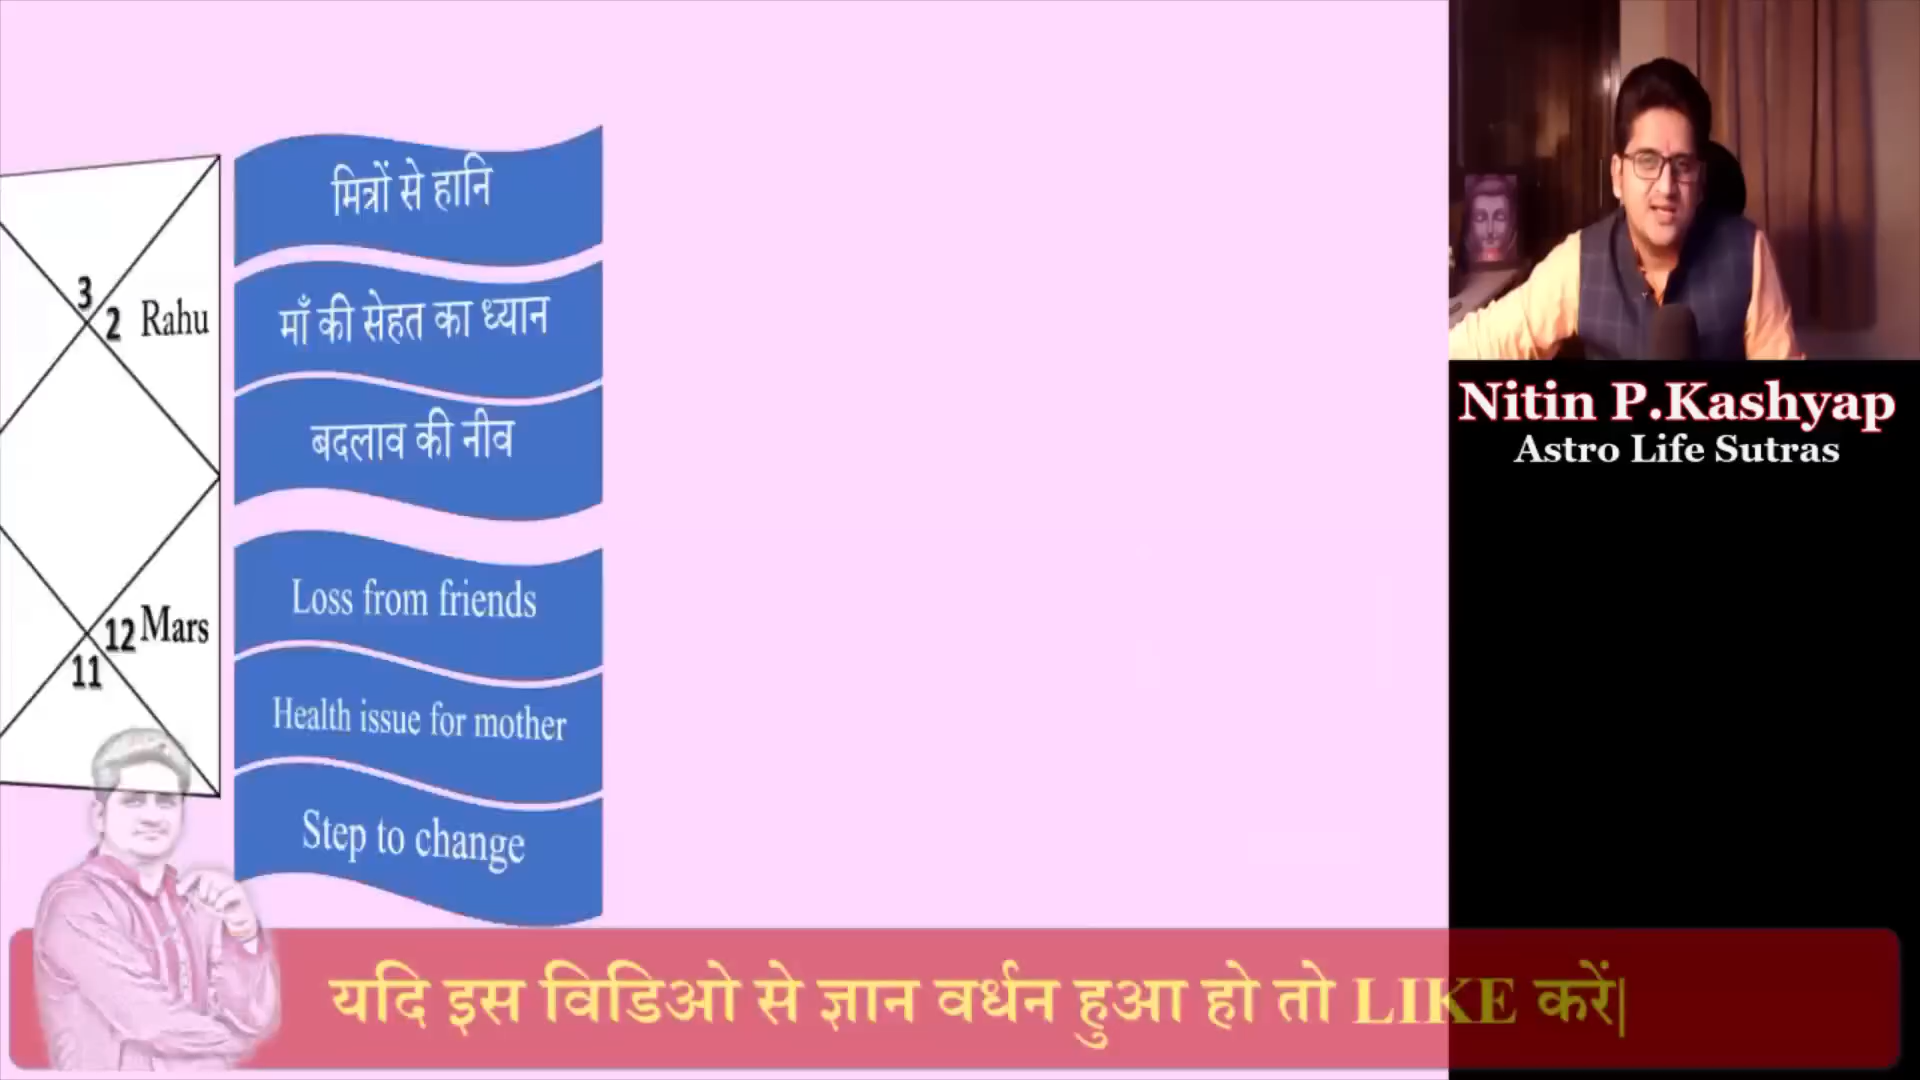 मित्रों से हानि
माँ की सेहत का ध्यान
बदलाव की नीव
3
2 Rahu
Loss from friends
Health issue for mother
Step to change
12 Mars
11
Nitin P.Kashyap
Astro Life Sutras
यदि इस विडिओ से ज्ञान वर्धन हुआ हो तो LIKE करें|